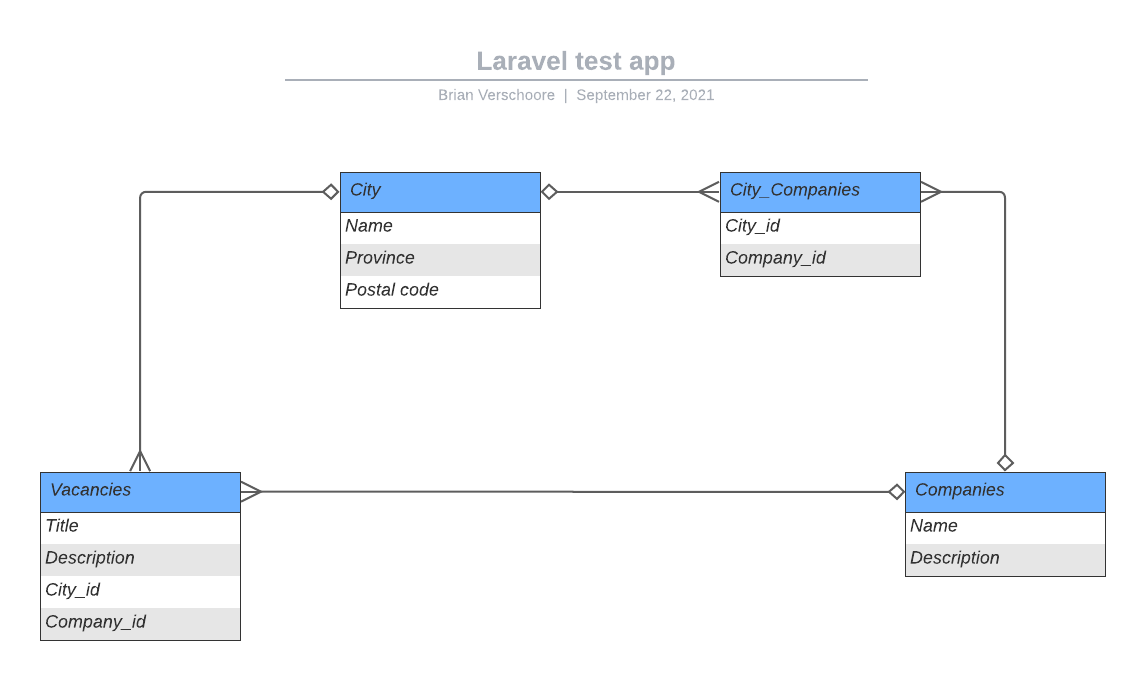 Laravel test app
Brian Verschoore | September 22, 2021
City
Name
Province
Postal code
City_Companies
City_id
Company_id
Vacancies
Title
Description
City_id
Company_id
Companies
Name
Description